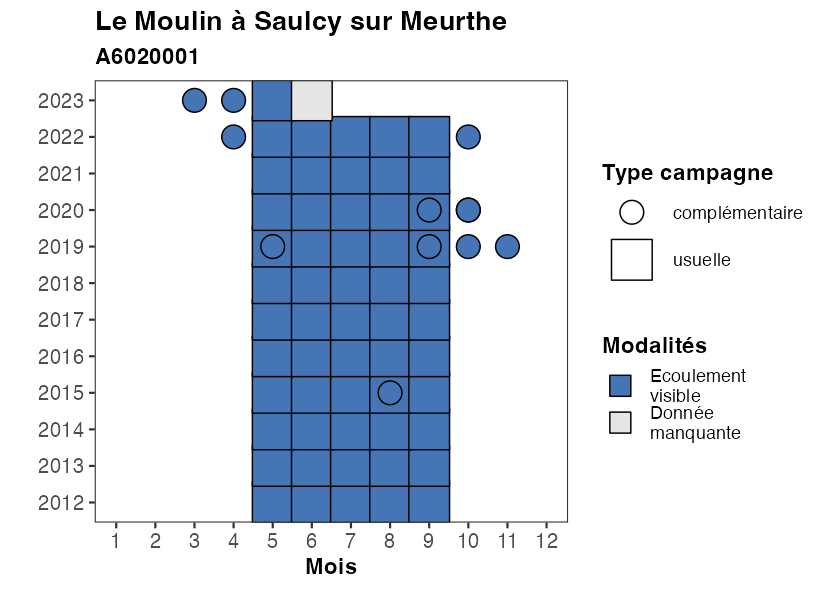 Le Moulin à Saulcy sur Meurthe
A6020001
2023
2022
2021
2020
2019
2018
2017
2016
2015
2014
2013
2012
1 2 3 4 5 6 7 8 9 10 11 12
Mois
Type campagne
complémentaire
usuelle
Modalités
Ecoulement
visible
Donnée
manquante